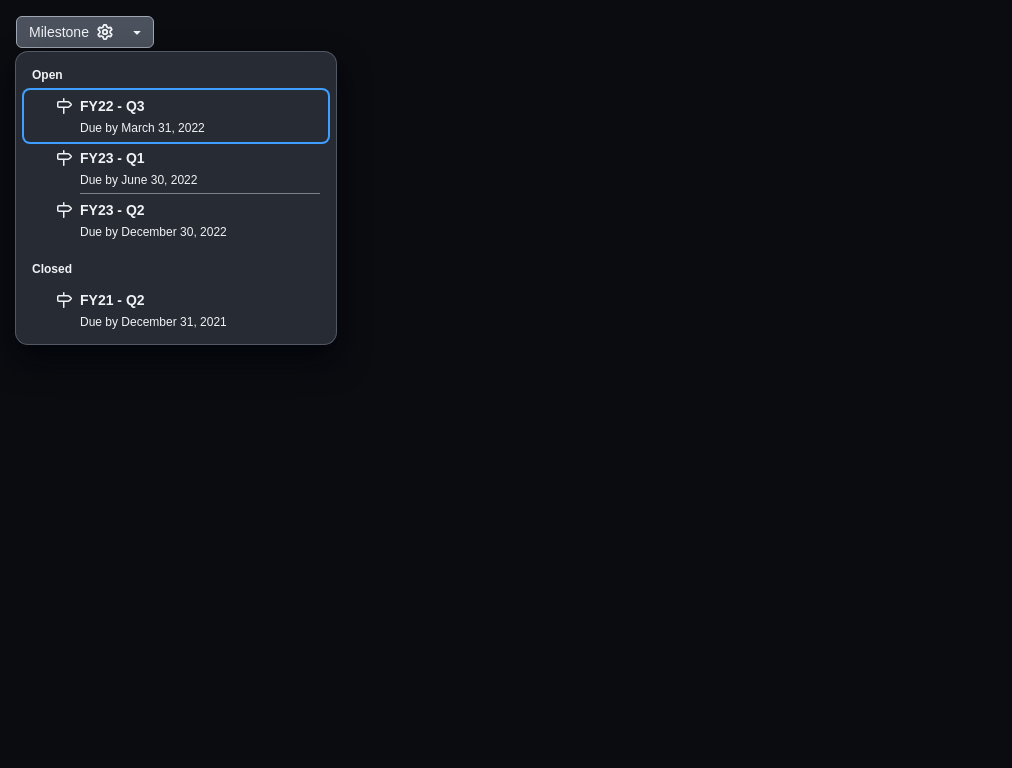 Milestone
Open
FY22 - Q3
Due by March 31, 2022
FY23 - Q1
Due by June 30, 2022
FY23 - Q2
Due by December 30, 2022
Closed
FY21 - Q2
Due by December 31, 2021